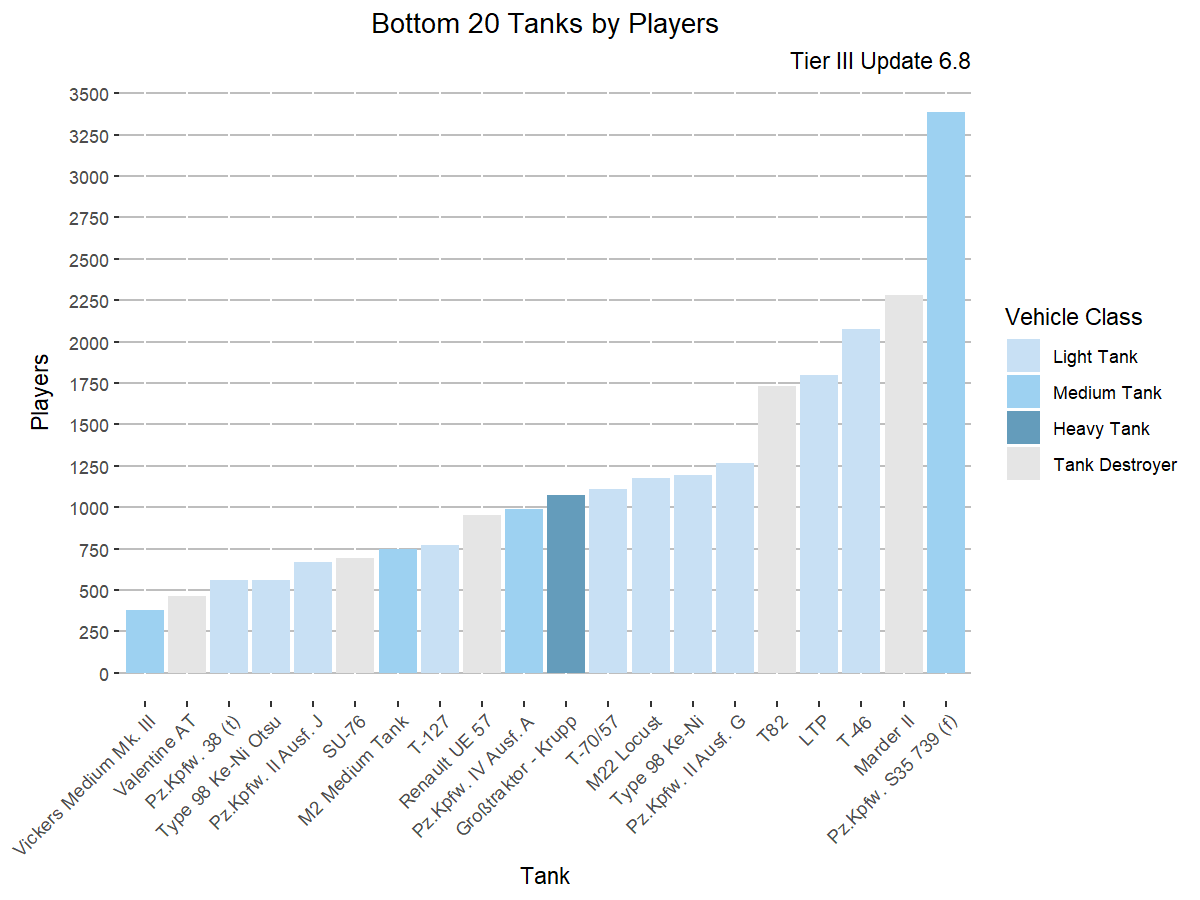 Bottom 20 Tanks by Players
Tier III Update 6.8
Players
3500
3250
3000
2750
2500
2250
2000
1750
1500
1250
1000
750
500
250
0
Vickers Medium Mk. III
Valentine AT
Pz.Kpfw. 38 (t)
Type 98 Ke-Ni Otsu
Pz.Kpfw. II Ausf. J
SU-76
M2 Medium Tank
T-127
Renault UE 57
Pz.Kpfw. IV Ausf. A
Großtraktor - Krupp
T-70/57
M22 Locust
Type 98 Ke-Ni
Pz.Kpfw. II Ausf. G
T82
LTP
T-46
Marder II
Pz.Kpfw. S35 739 (f)
Tank
Vehicle Class
Light Tank
Medium Tank
Heavy Tank
Tank Destroyer